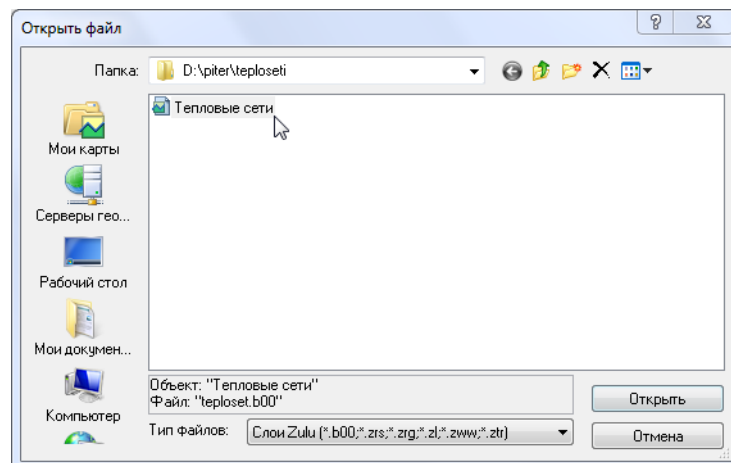 Открыть файл
Папка: D:\piter\teploseti
Тепловые сети
Мои карты
Серверы гео...
Рабочий стол
Мои докумен...
Компьютер
Объект: "Тепловые сети"
Файл: "teploset.b00"
Открыть
Тип файлов: Слои Zulu (*.b00;*.zrs;*.zrg;*.zl;*.zww;*.ztr)
Отмена